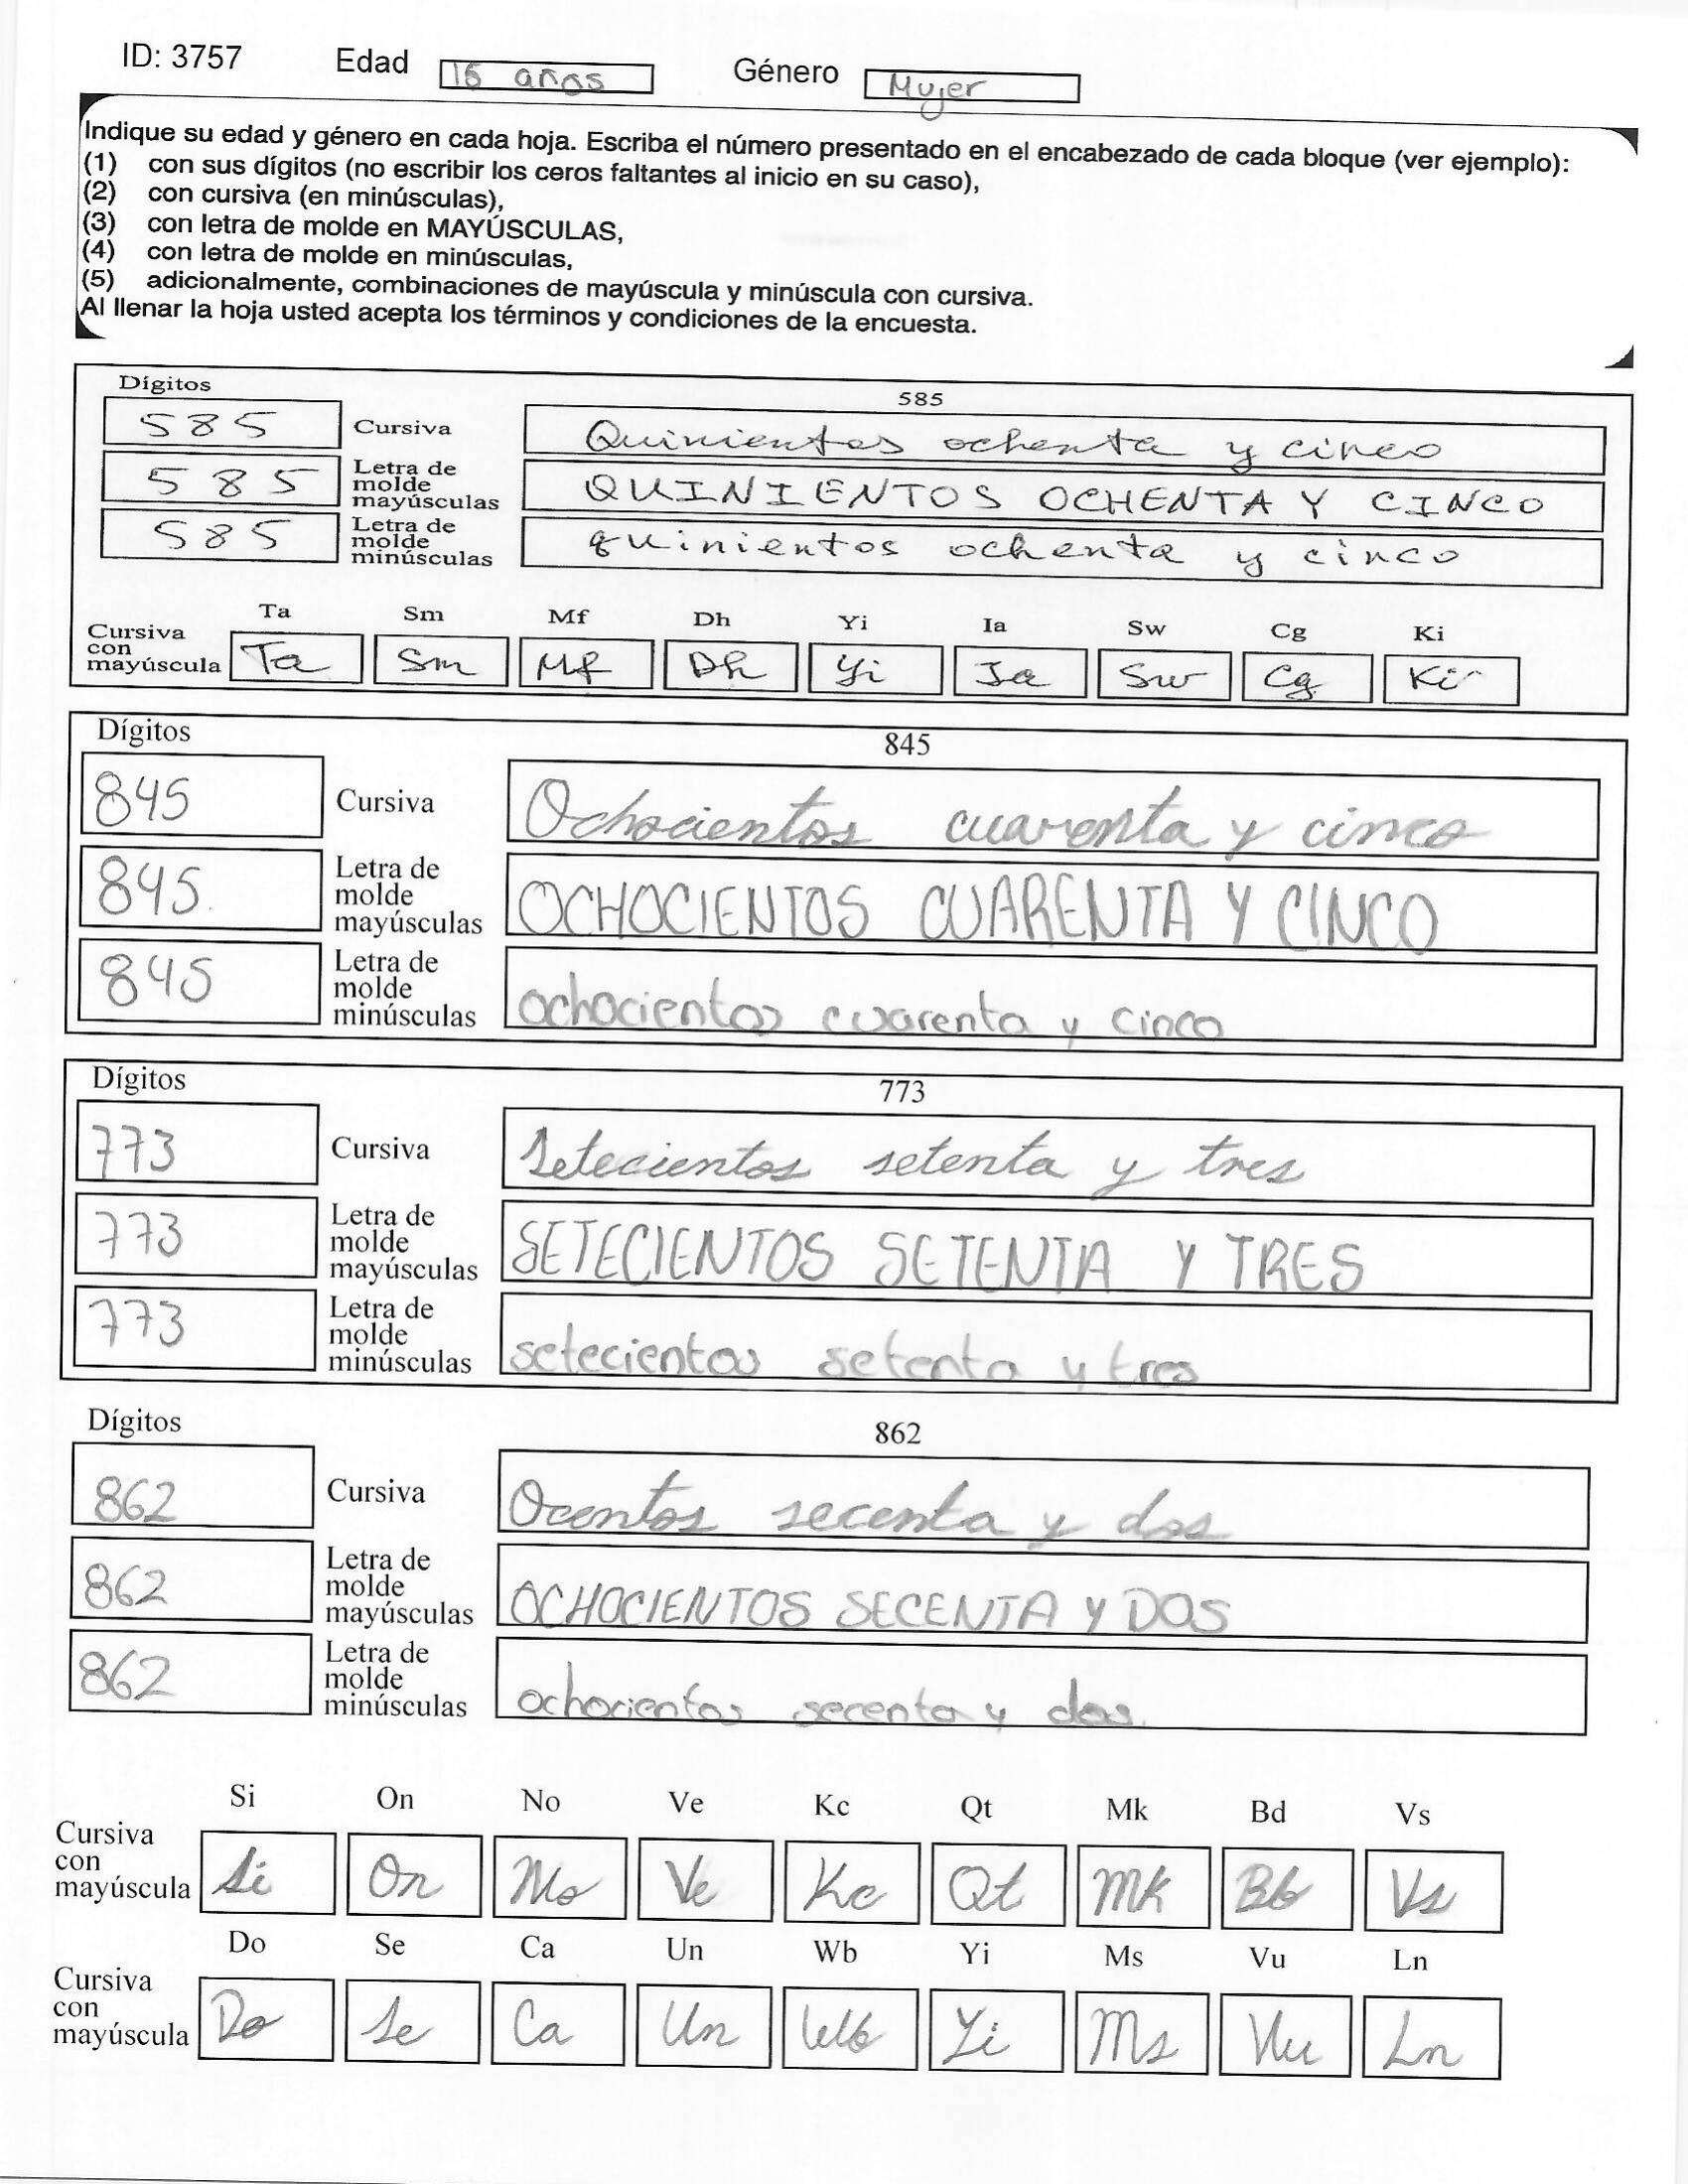 ID: 3757 Edad 16 años Género Mujer
Indique su edad y género en cada hoja. Escriba el número presentado en el encabezado de cada bloque (ver ejemplo):
(1) con sus dígitos (no escribir los ceros faltantes al inicio en su caso),
(2) con cursiva (en minúsculas),
(3) con letra de molde en MAYÚSCULAS,
(4) con letra de molde en minúsculas,
(5) adicionalmente, combinaciones de mayúscula y minúscula con cursiva.
Al llenar la hoja usted acepta los términos y condiciones de la encuesta.
Dígitos 585
585 Cursiva Quinientos ochenta y cinco
585 Letra de molde mayúsculas QUINIENTOS OCHENTA Y CINCO
585 Letra de molde minúsculas quinientos ochenta y cinco
Ta Sm Mf Dh Yi Ia Sw Cg Ki
Cursiva con mayúscula Ta Sm Mf Dh Yi Ia Sw Cg Ki
Dígitos 845
845 Cursiva Ochocientos cuarenta y cinco
845. Letra de molde mayúsculas OCHOCIENTOS CUARENTA Y CINCO
845 Letra de molde minúsculas ochocientos cuarenta y cinco
Dígitos 773
773 Cursiva Setecientos setenta y tres
773 Letra de molde mayúsculas SETECIENTOS SETENTA Y TRES
773 Letra de molde minúsculas setecientos setenta y tres
Dígitos 862
862 Cursiva Ocentos secenta y dos
862 Letra de molde mayúsculas OCHOCIENTOS SECENTA Y DOS
862 Letra de molde minúsculas ochocientos secenta y dos.
Si On No Ve Kc Qt Mk Bd Vs
Cursiva con mayúscula Si On No Ve Kc Qt Mk Bb Vs
Do Se Ca Un Wb Yi Ms Vu Ln
Cursiva con mayúscula Do Se Ca Un Wb Yi Ms Vu Ln